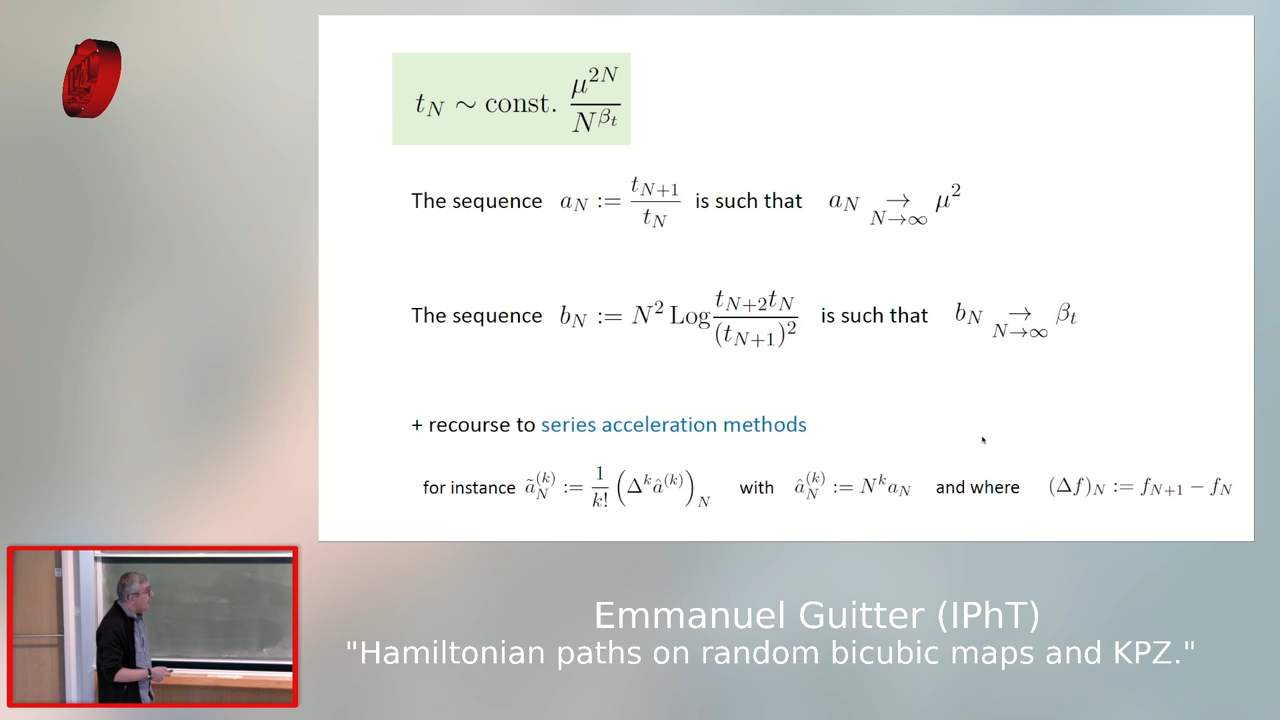 t_N ∼ const. μ^{2N} / N^{β_t}
The sequence a_N := t_{N+1} / t_N is such that a_N → μ^2
N→∞
The sequence b_N := N^2 Log t_{N+2} t_N / (t_{N+1})^2 is such that b_N → β_t
N→∞
+ recourse to series acceleration methods
for instance ã_N^{(k)} := 1/k! (Δ^k â^{(k)})_N with â_N^{(k)} := N^k a_N and where (Δf)_N := f_{N+1} − f_N
Emmanuel Guitter (IPhT)
"Hamiltonian paths on random bicubic maps and KPZ."